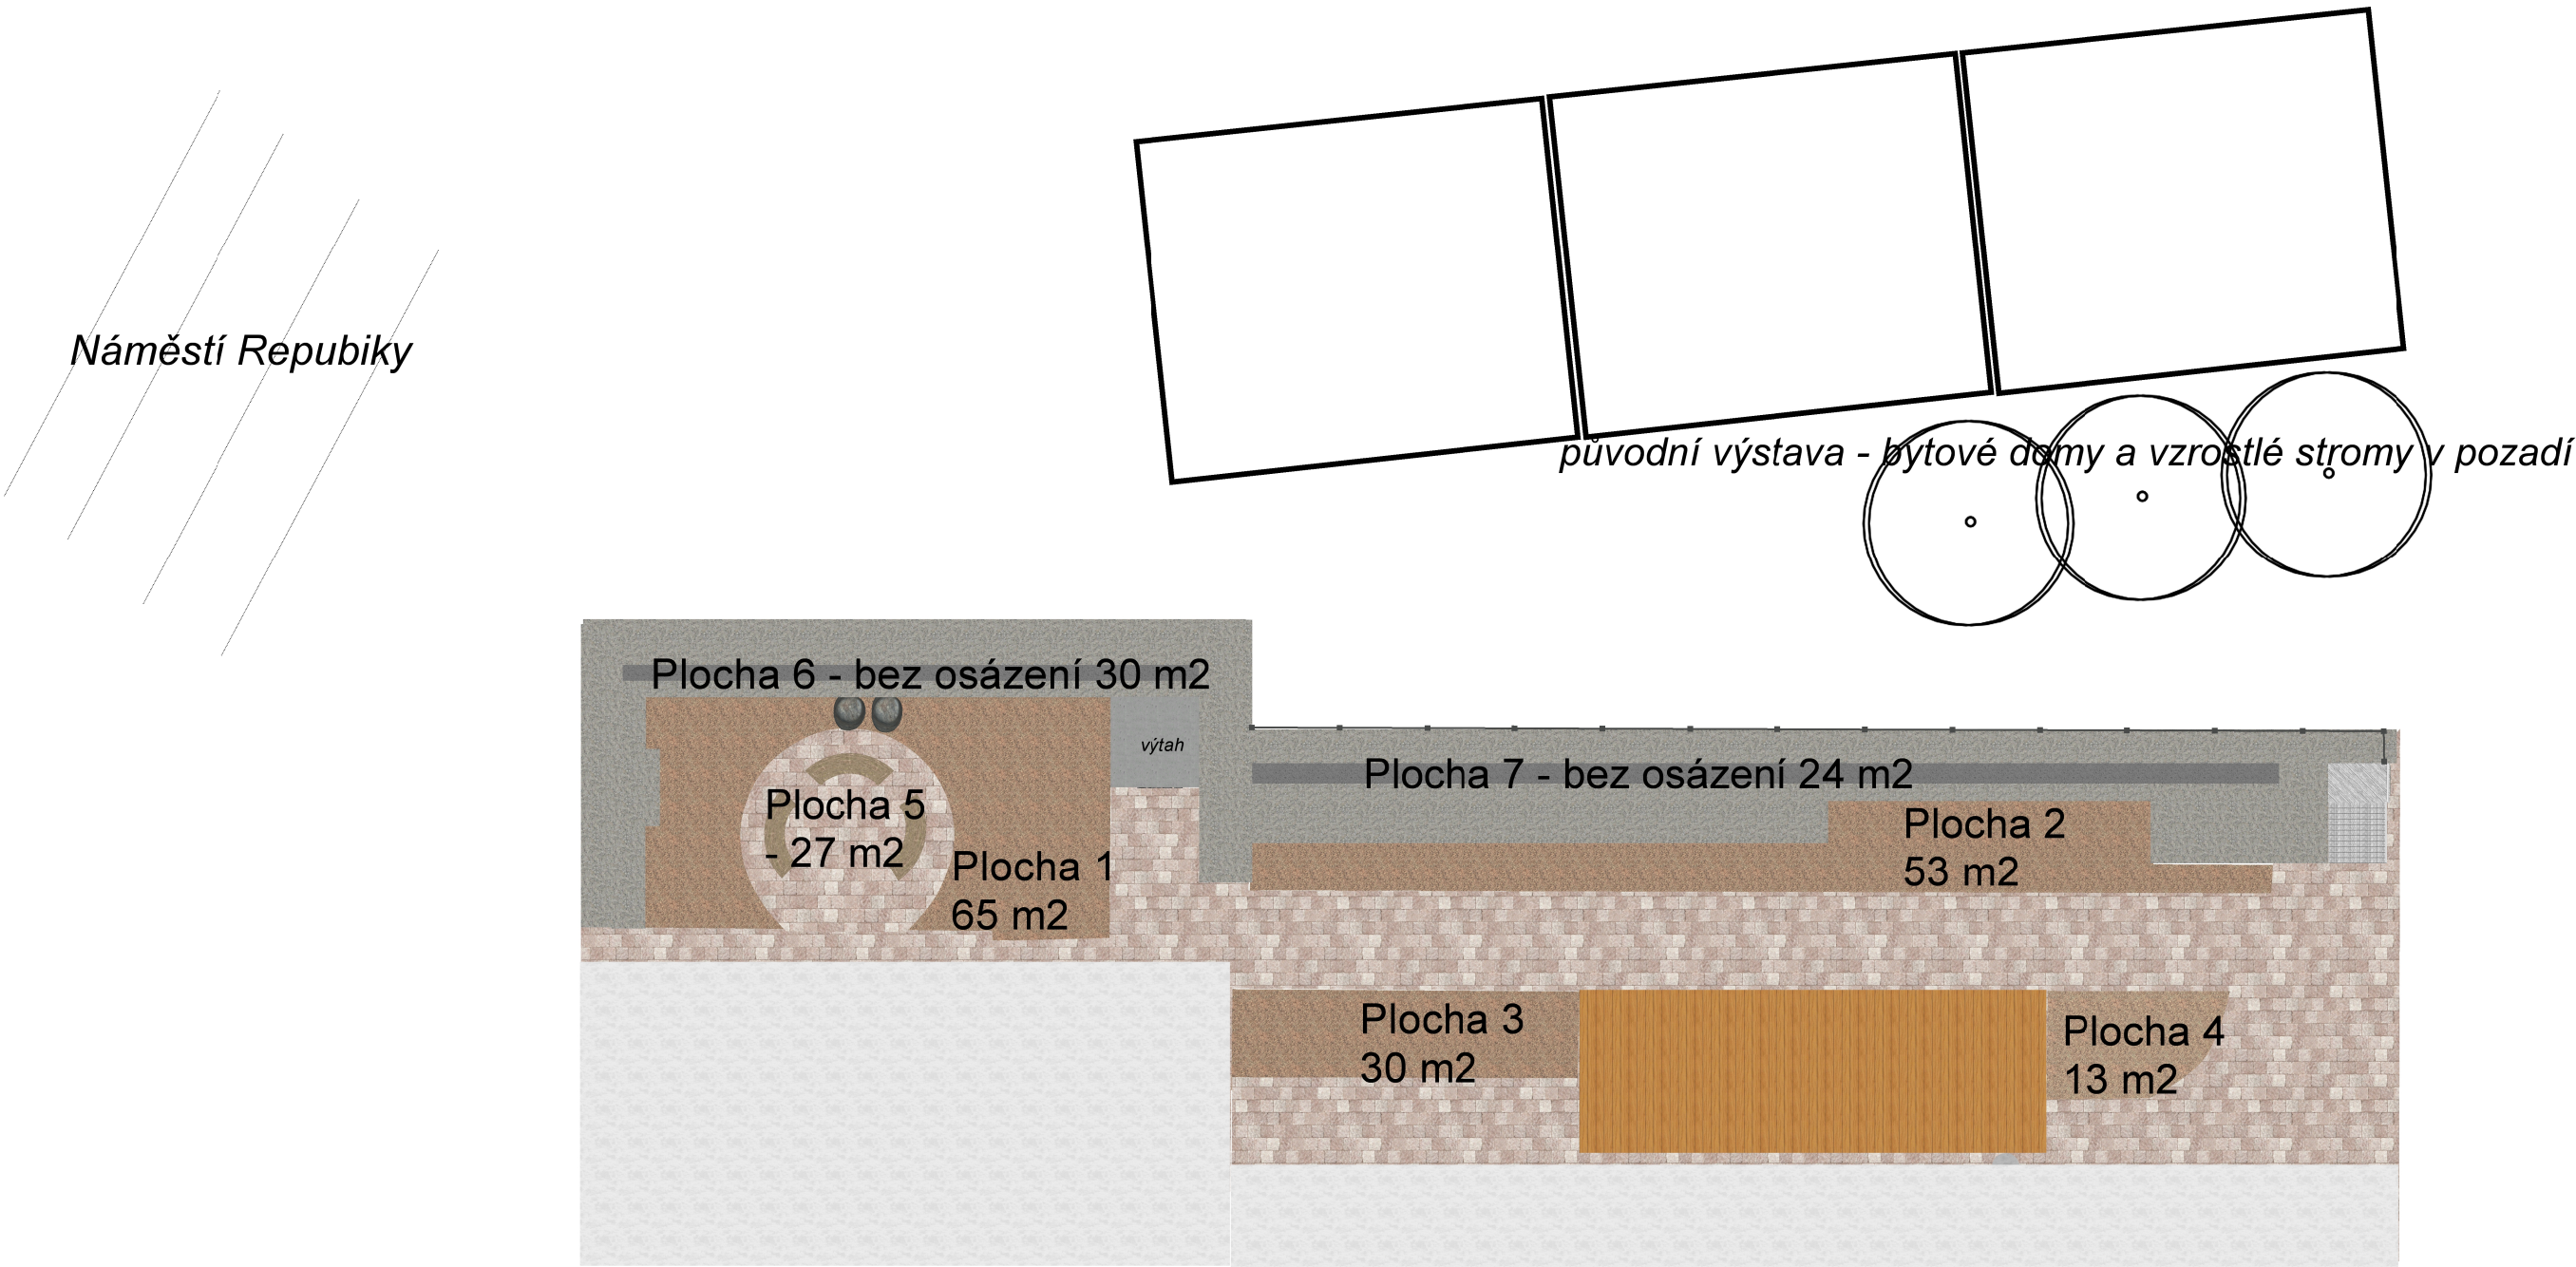 Náměstí Repubiky
původní výstava - bytové domy a vzrostlé stromy v pozadí
Plocha 6 - bez osázení 30 m2
výtah
Plocha 7 - bez osázení 24 m2
Plocha 5
- 27 m2
Plocha 1
65 m2
Plocha 2
53 m2
Plocha 3
30 m2
Plocha 4
13 m2